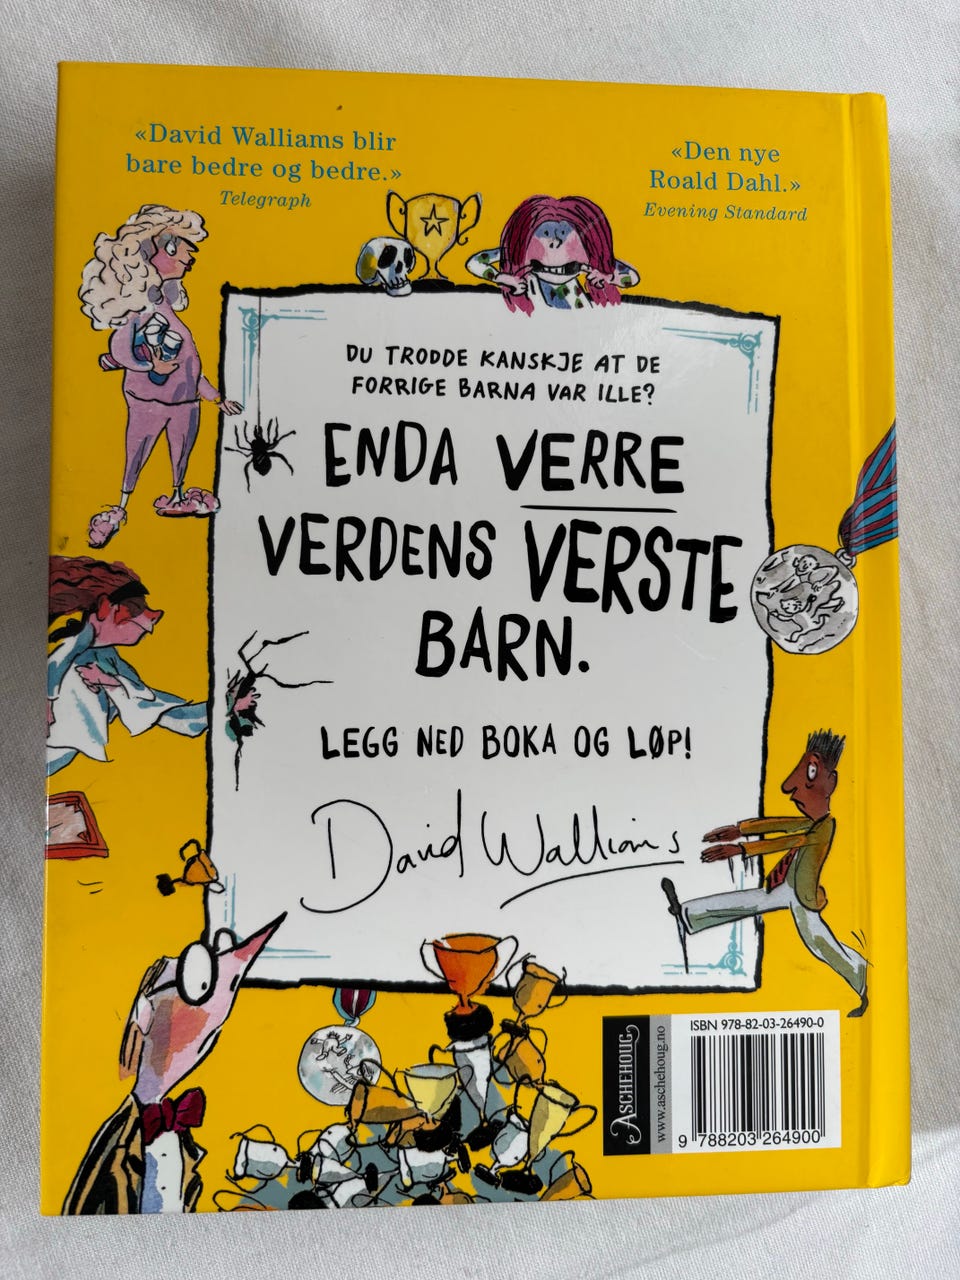 «David Walliams blir
bare bedre og bedre.»
Telegraph
«Den nye
Roald Dahl.»
Evening Standard
DU TRODDE KANSKJE AT DE
FORRIGE BARNA VAR ILLE?
ENDA VERRE
VERDENS VERSTE
BARN.
LEGG NED BOKA OG LØP!
David Walliams
ASCHEHOUG
www.aschehoug.no
ISBN 978-82-03-26490-0
9 788203 264900